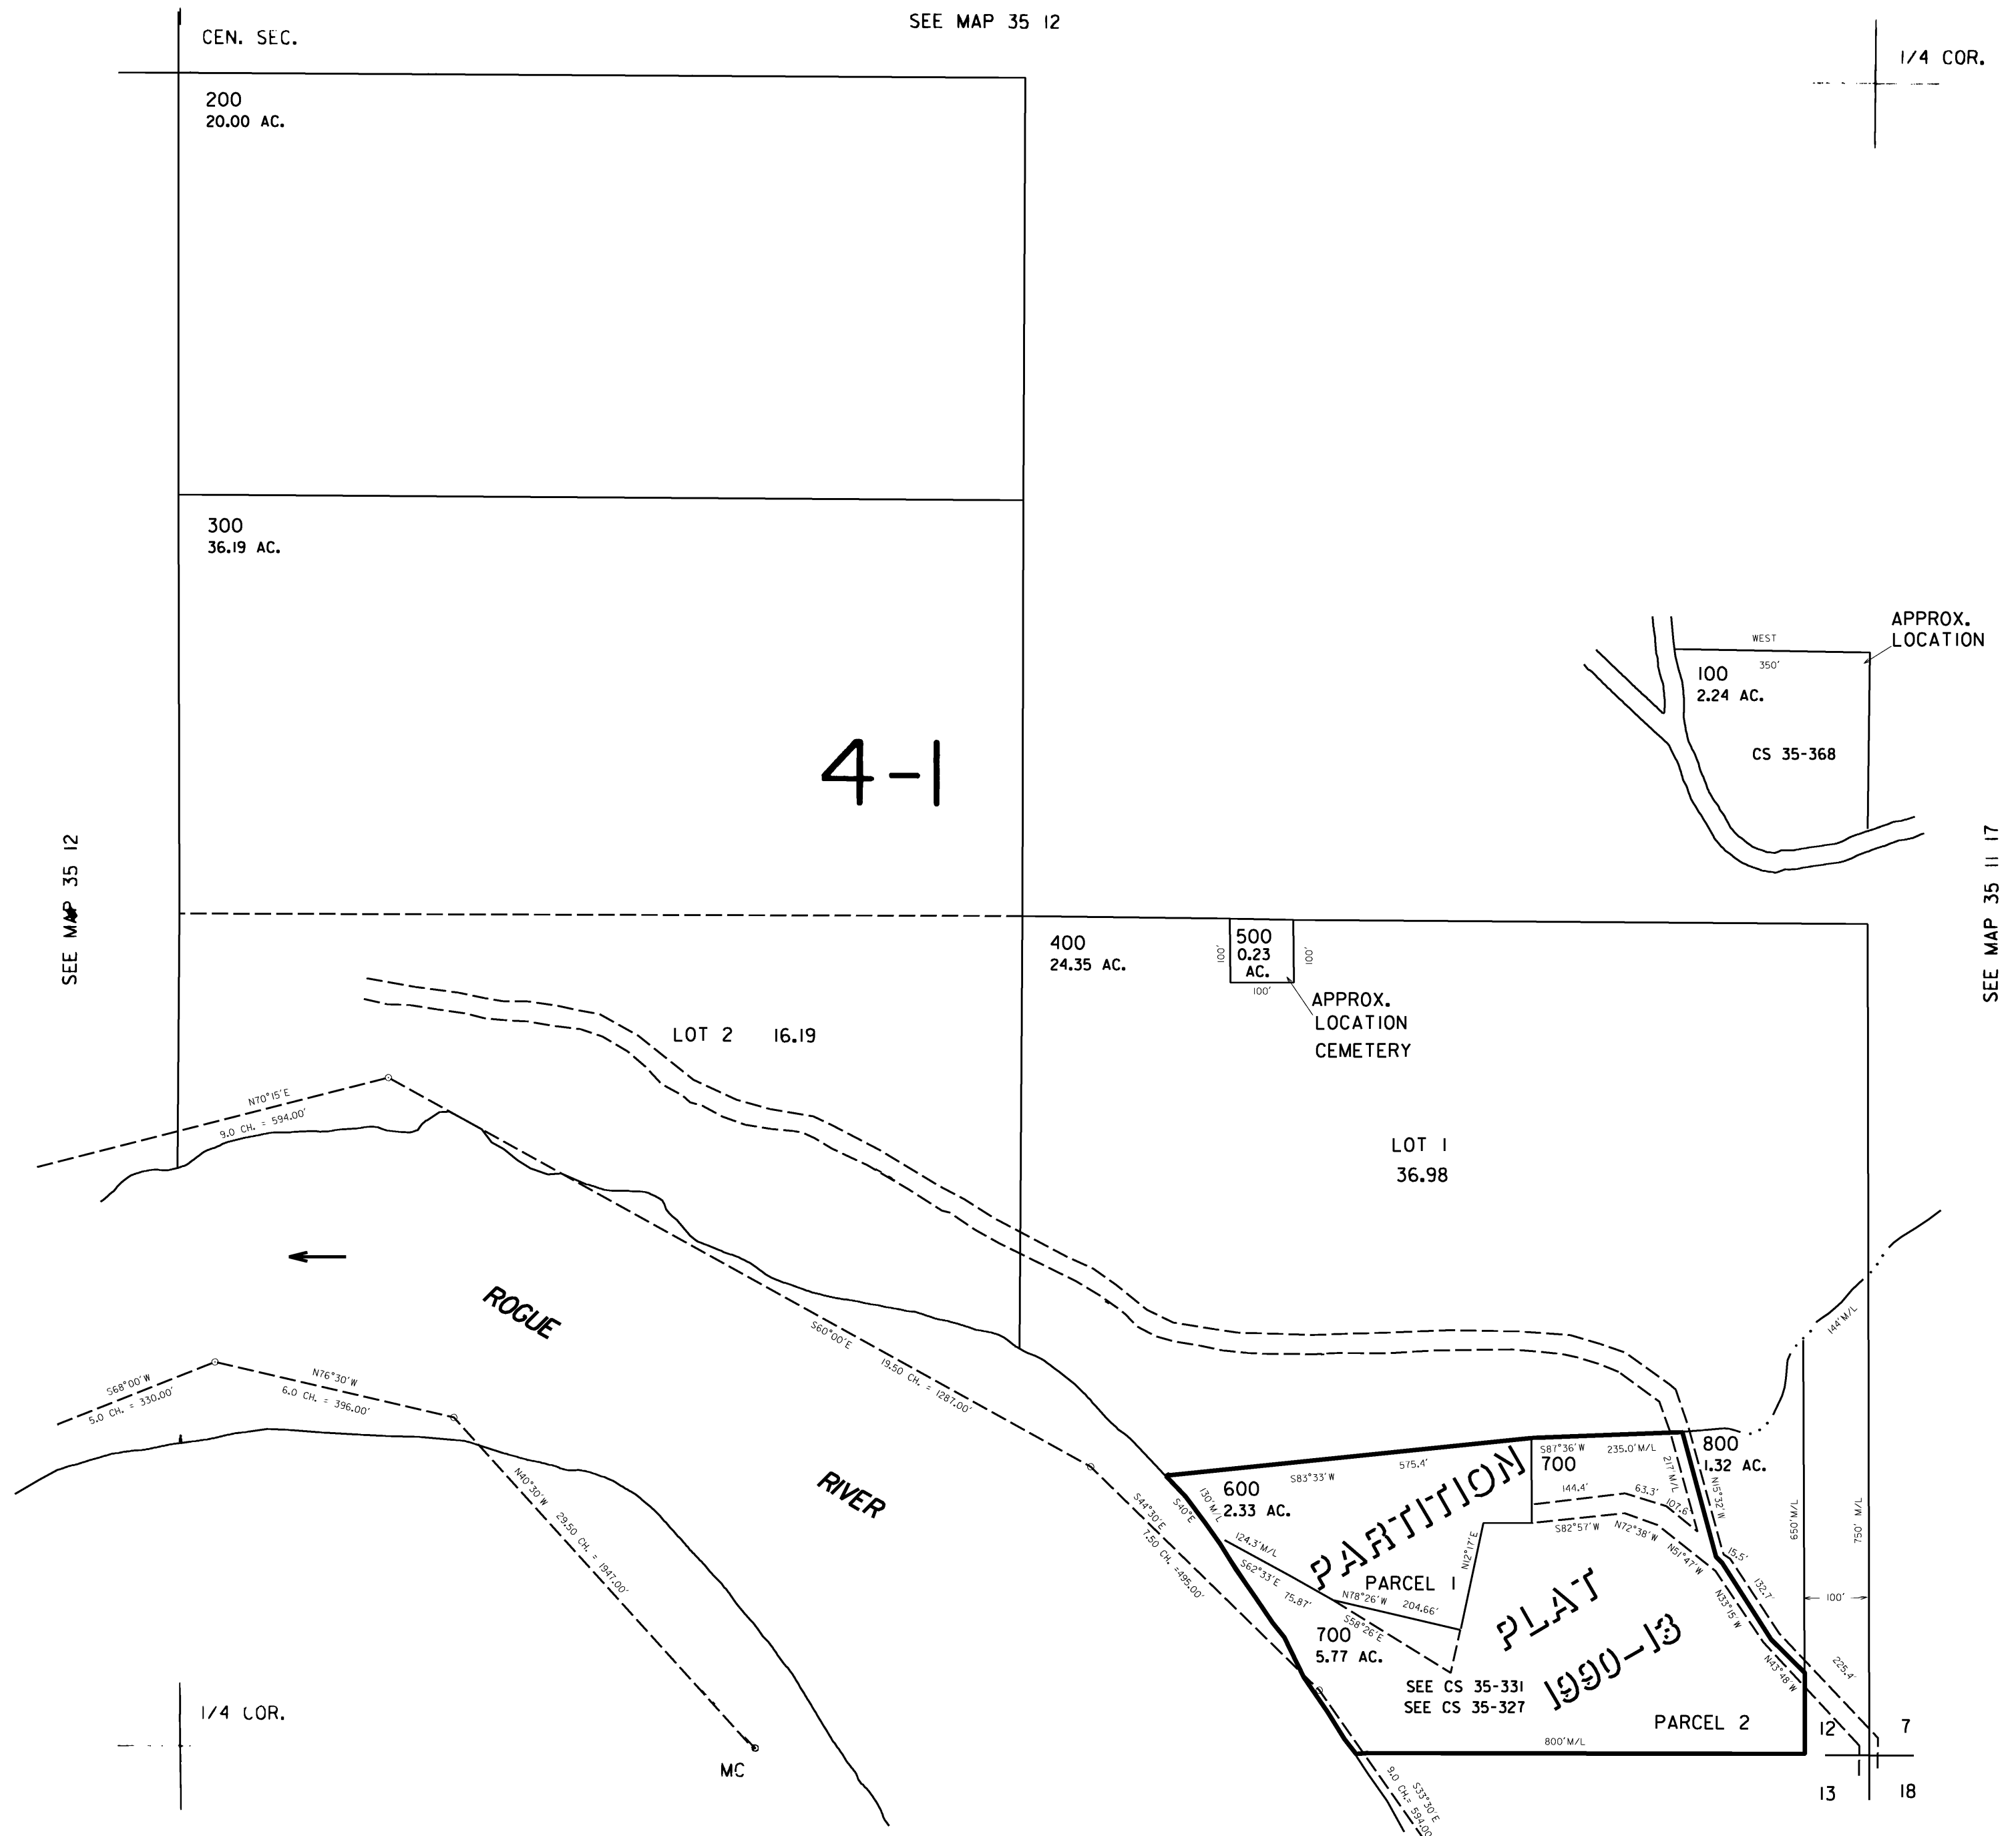 SEE MAP 35 12
CEN. SEC.
1/4 COR.
200
20.00 AC.
300
36.19 AC.
APPROX.
LOCATION
WEST
350'
100
2.24 AC.
CS 35-368
4-1
SEE MAP 35 12
SEE MAP 35 11 17
400
24.35 AC.
500
0.23
AC.
100'
100'
100'
APPROX.
LOCATION
CEMETERY
LOT 2 16.19
LOT 1
36.98
N70°15'E
9.0 CH. = 594.00'
ROGUE
RIVER
S60°00'E
19.50 CH. = 1287.00'
S68°00'W
5.0 CH. = 330.00'
N76°30'W
6.0 CH. = 396.00'
N40°30'W 29.50 CH. = 1947.00'
MC
1/4 COR.
144'M/L
S44°30'E
7.50 CH. =495.00'
S40°E
130'M/L
600
2.33 AC.
S83°33'W
575.4'
S87°36'W 235.0'M/L
700
800
1.32 AC.
217'M/L
N15°32'W
144.4'
63.3'
107.6'
S82°57'W
N72°38'W
N51°47'W
N12°17'E
124.3'M/L
S62°33'E
75.87'
PARTITION
PLAT
1990-13
PARCEL 1
N78°26'W 204.66'
S58°26'E
700
5.77 AC.
SEE CS 35-331
SEE CS 35-327
PARCEL 2
800'M/L
15.5'
132.7'
N33°15'W
N43°48'W
225.4'
650'M/L
750' M/L
100'
12
7
13
18
S33°30'E
9.0 CH.= 594.00